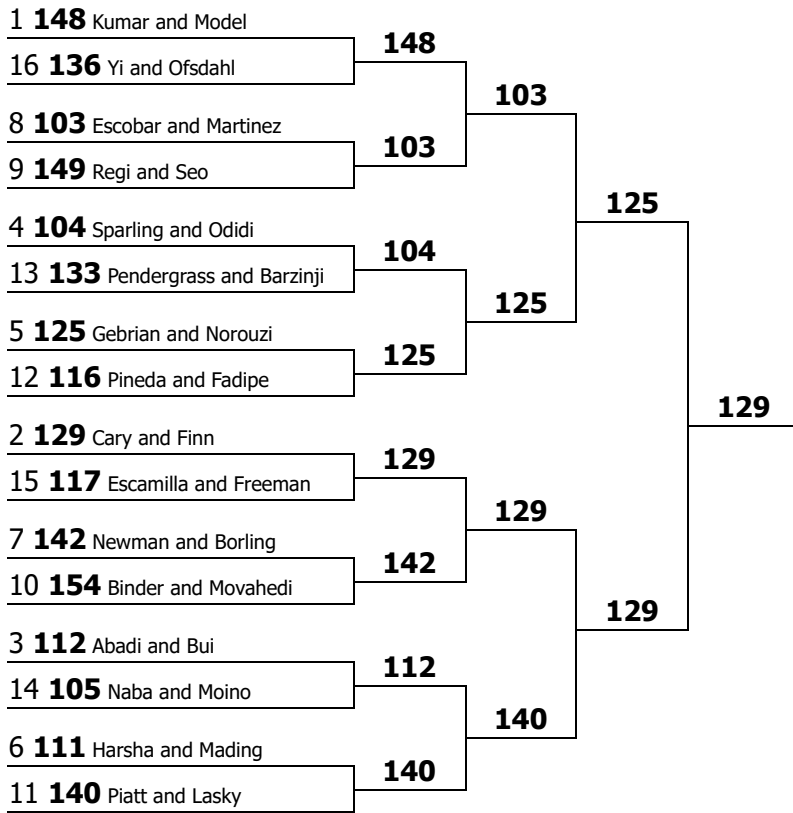 1 148 Kumar and Model
16 136 Yi and Ofsdahl
8 103 Escobar and Martinez
9 149 Regi and Seo
4 104 Sparling and Odidi
13 133 Pendergrass and Barzinji
5 125 Gebrian and Norouzi
12 116 Pineda and Fadipe
2 129 Cary and Finn
15 117 Escamilla and Freeman
7 142 Newman and Borling
10 154 Binder and Movahedi
3 112 Abadi and Bui
14 105 Naba and Moino
6 111 Harsha and Mading
11 140 Piatt and Lasky
148
103
104
125
129
142
112
140
103
125
129
140
125
129
129